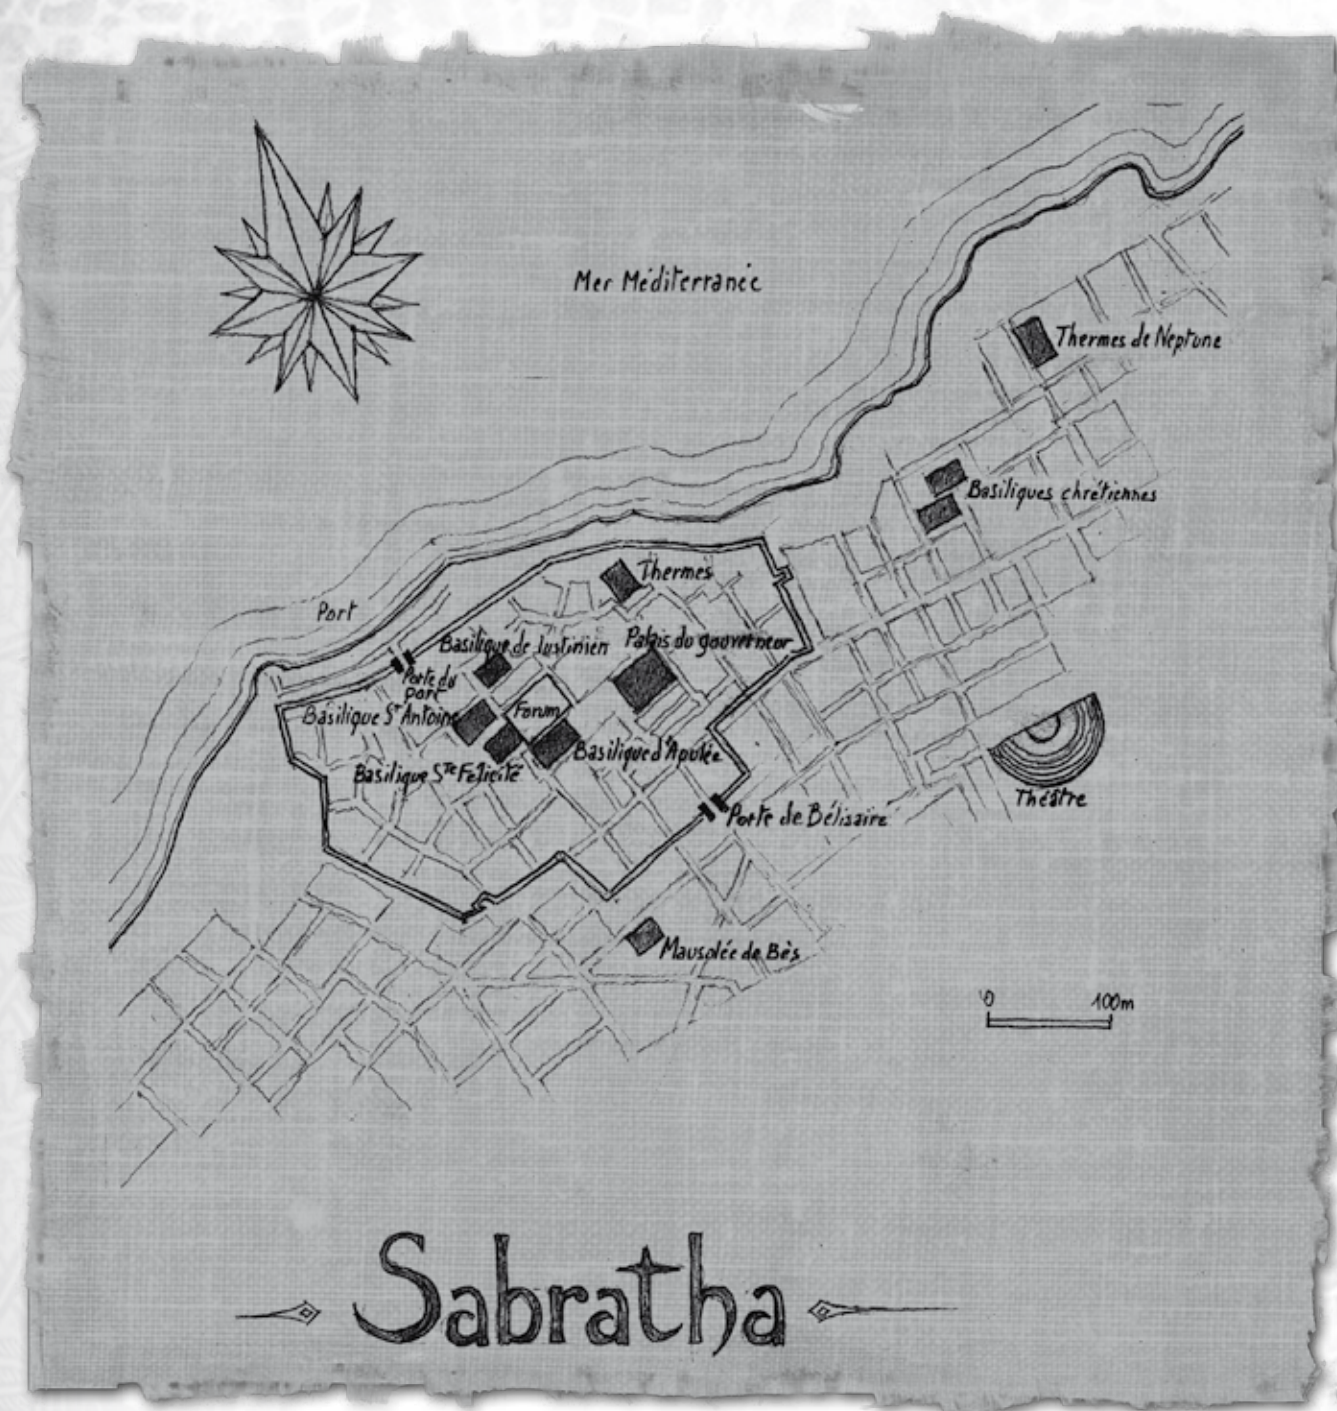 Mer Méditerranée
Thermes de Neptune
Basiliques chrétiennes
Thermes
Port
Basilique de Justinien
Palais du gouverneur
Porte du
port
Basilique St Antoine
Forum
Basilique d'Apulée
Basilique Ste Félicité
Théâtre
Porte de Bélisaire
Mausolée de Bès
0 100m
Sabratha